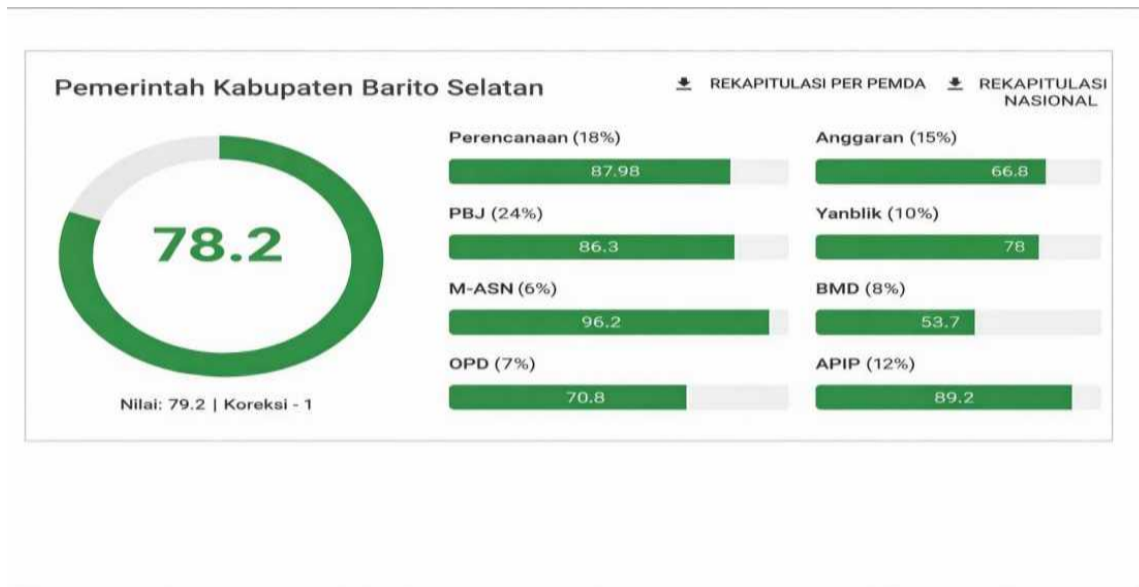 Pemerintah Kabupaten Barito Selatan
REKAPITULASI PER PEMDA
REKAPITULASI
NASIONAL
78.2
Nilai: 79.2 | Koreksi - 1
Perencanaan (18%)
87.98
Anggaran (15%)
66.8
PBJ (24%)
86.3
Yanblik (10%)
78
M-ASN (6%)
96.2
BMD (8%)
53.7
OPD (7%)
70.8
APIP (12%)
89.2